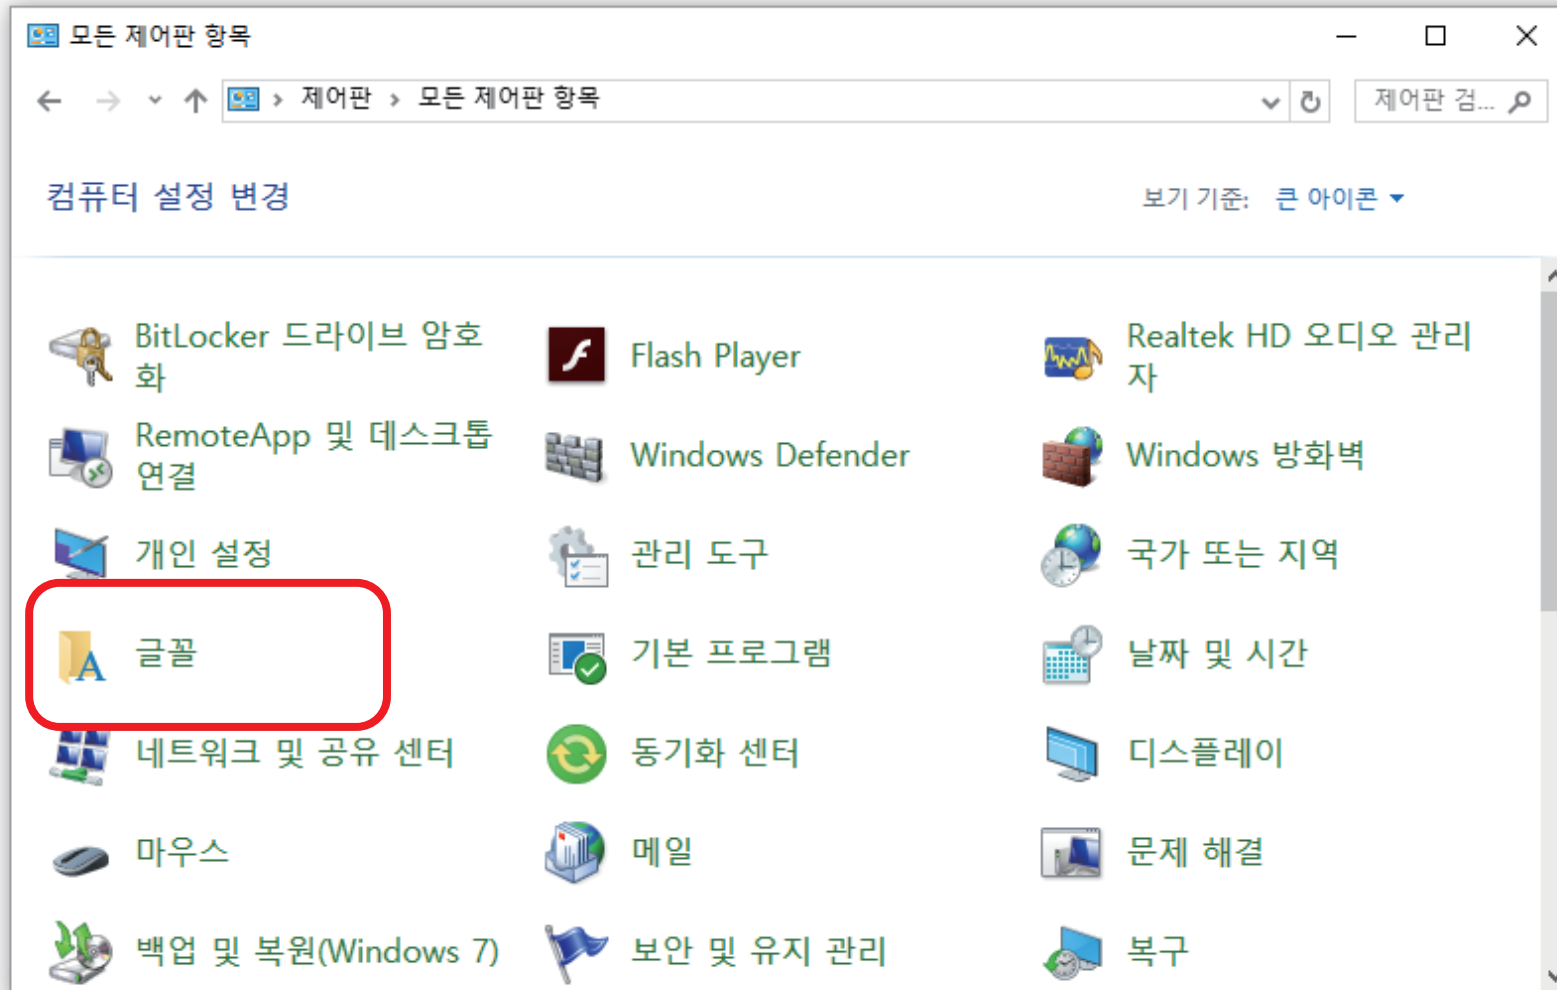 모든 제어판 항목
제어판 › 모든 제어판 항목
제어판 검...
컴퓨터 설정 변경
보기 기준: 큰 아이콘
BitLocker 드라이브 암호
화
Flash Player
Realtek HD 오디오 관리
자
RemoteApp 및 데스크톱
연결
Windows Defender
Windows 방화벽
개인 설정
관리 도구
국가 또는 지역
글꼴
기본 프로그램
날짜 및 시간
네트워크 및 공유 센터
동기화 센터
디스플레이
마우스
메일
문제 해결
백업 및 복원(Windows 7)
보안 및 유지 관리
복구